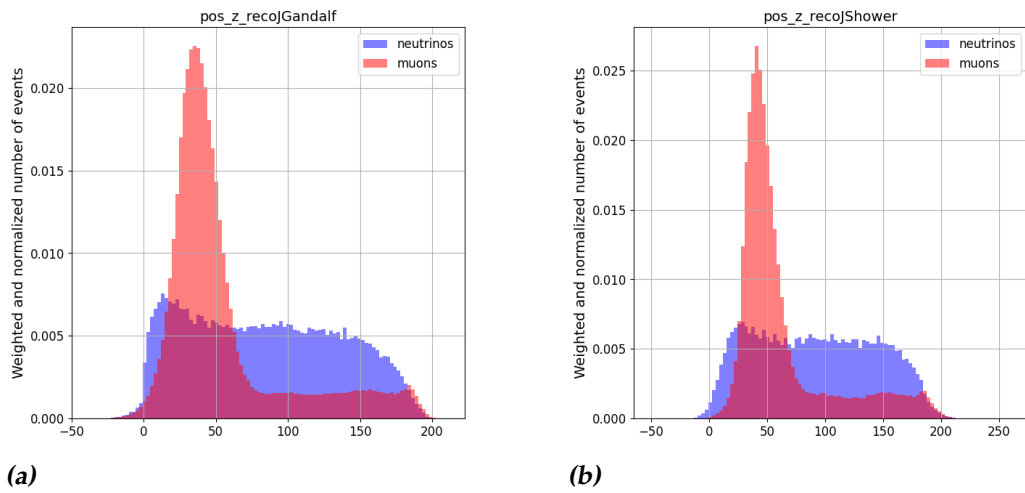 pos_z_recoJGandalf
Weighted and normalized number of events
neutrinos
muons
0.020
0.015
0.010
0.005
0.000
−50 0 50 100 150 200
(a)
pos_z_recoJShower
Weighted and normalized number of events
neutrinos
muons
0.025
0.020
0.015
0.010
0.005
0.000
−50 0 50 100 150 200 250
(b)